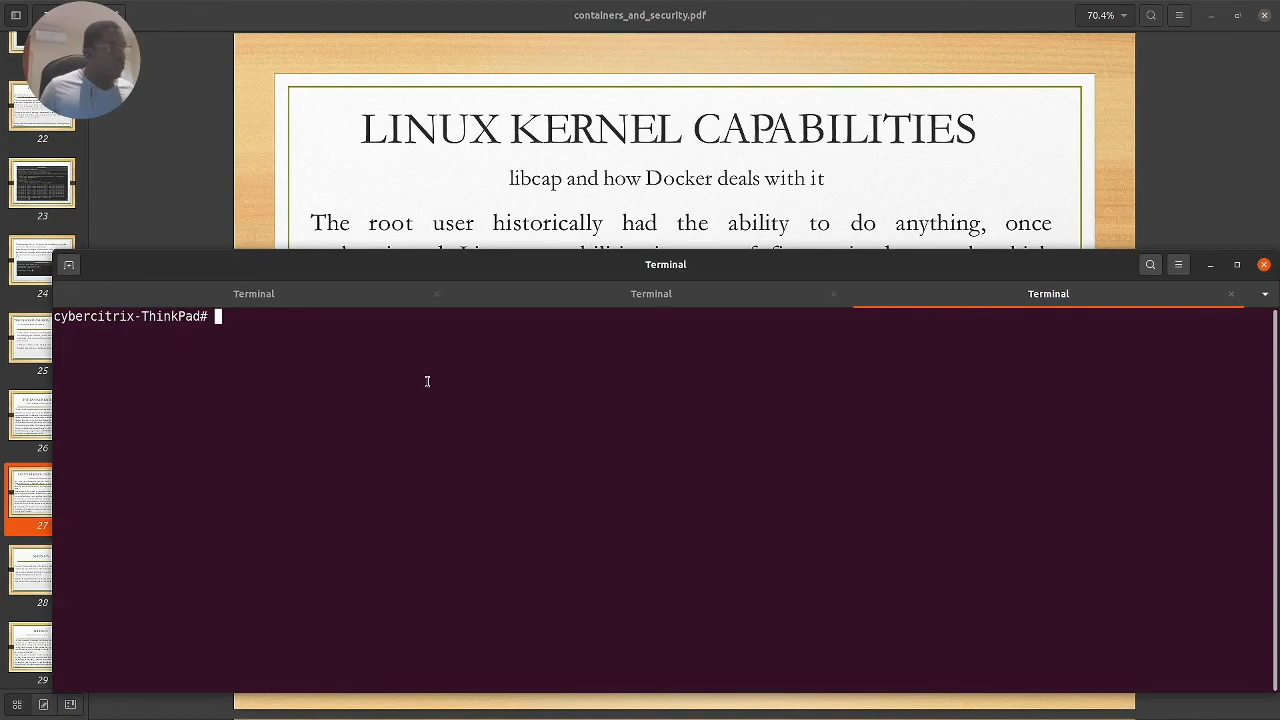 containers_and_security.pdf
70.4%
22
23
24
25
26
27
28
29
LINUX KERNEL CAPABILITIES
libcap and how Docker deals with it
The root user historically had the ability to do anything, once
Terminal
Terminal
Terminal
Terminal
cybercitrix-ThinkPad#